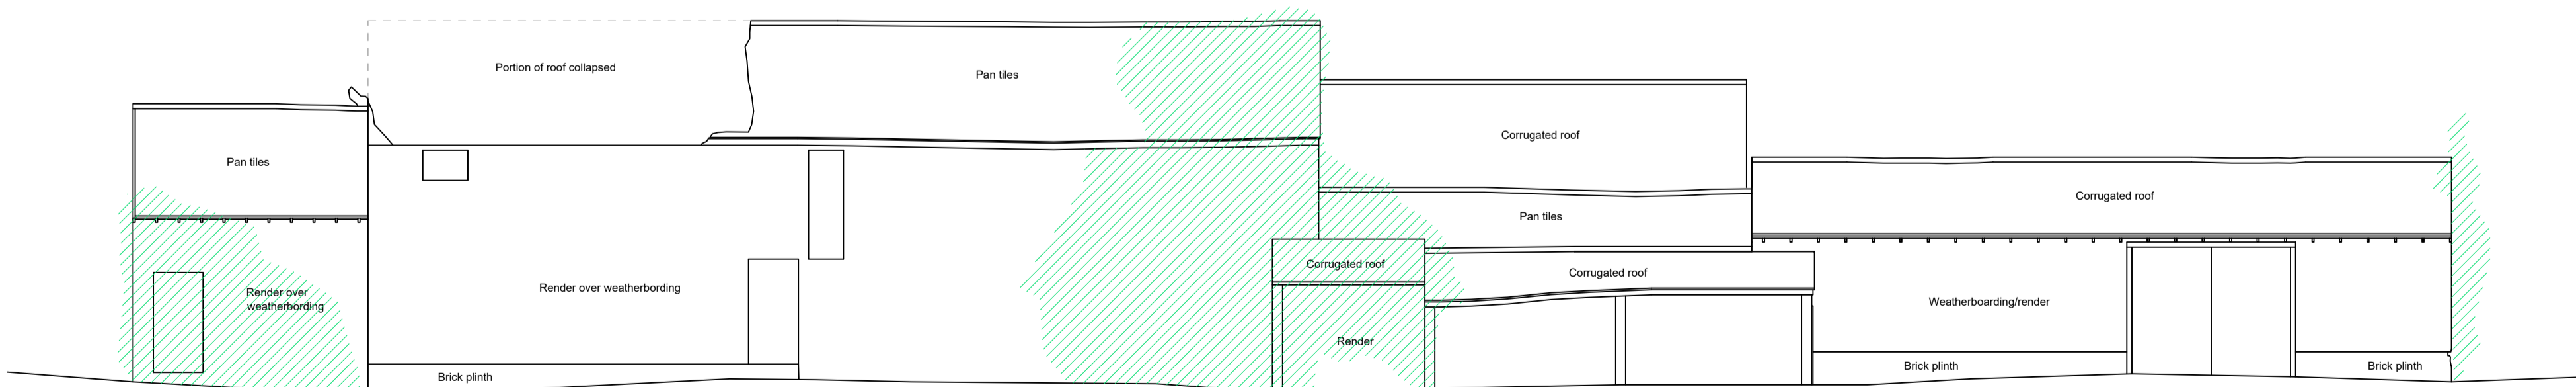 Portion of roof collapsed
Pan tiles
Corrugated roof
Pan tiles
Corrugated roof
Pan tiles
Corrugated roof
Corrugated roof
Render over weatherbording
Render over
weatherbording
Weatherboarding/render
Render
Brick plinth
Brick plinth
Brick plinth